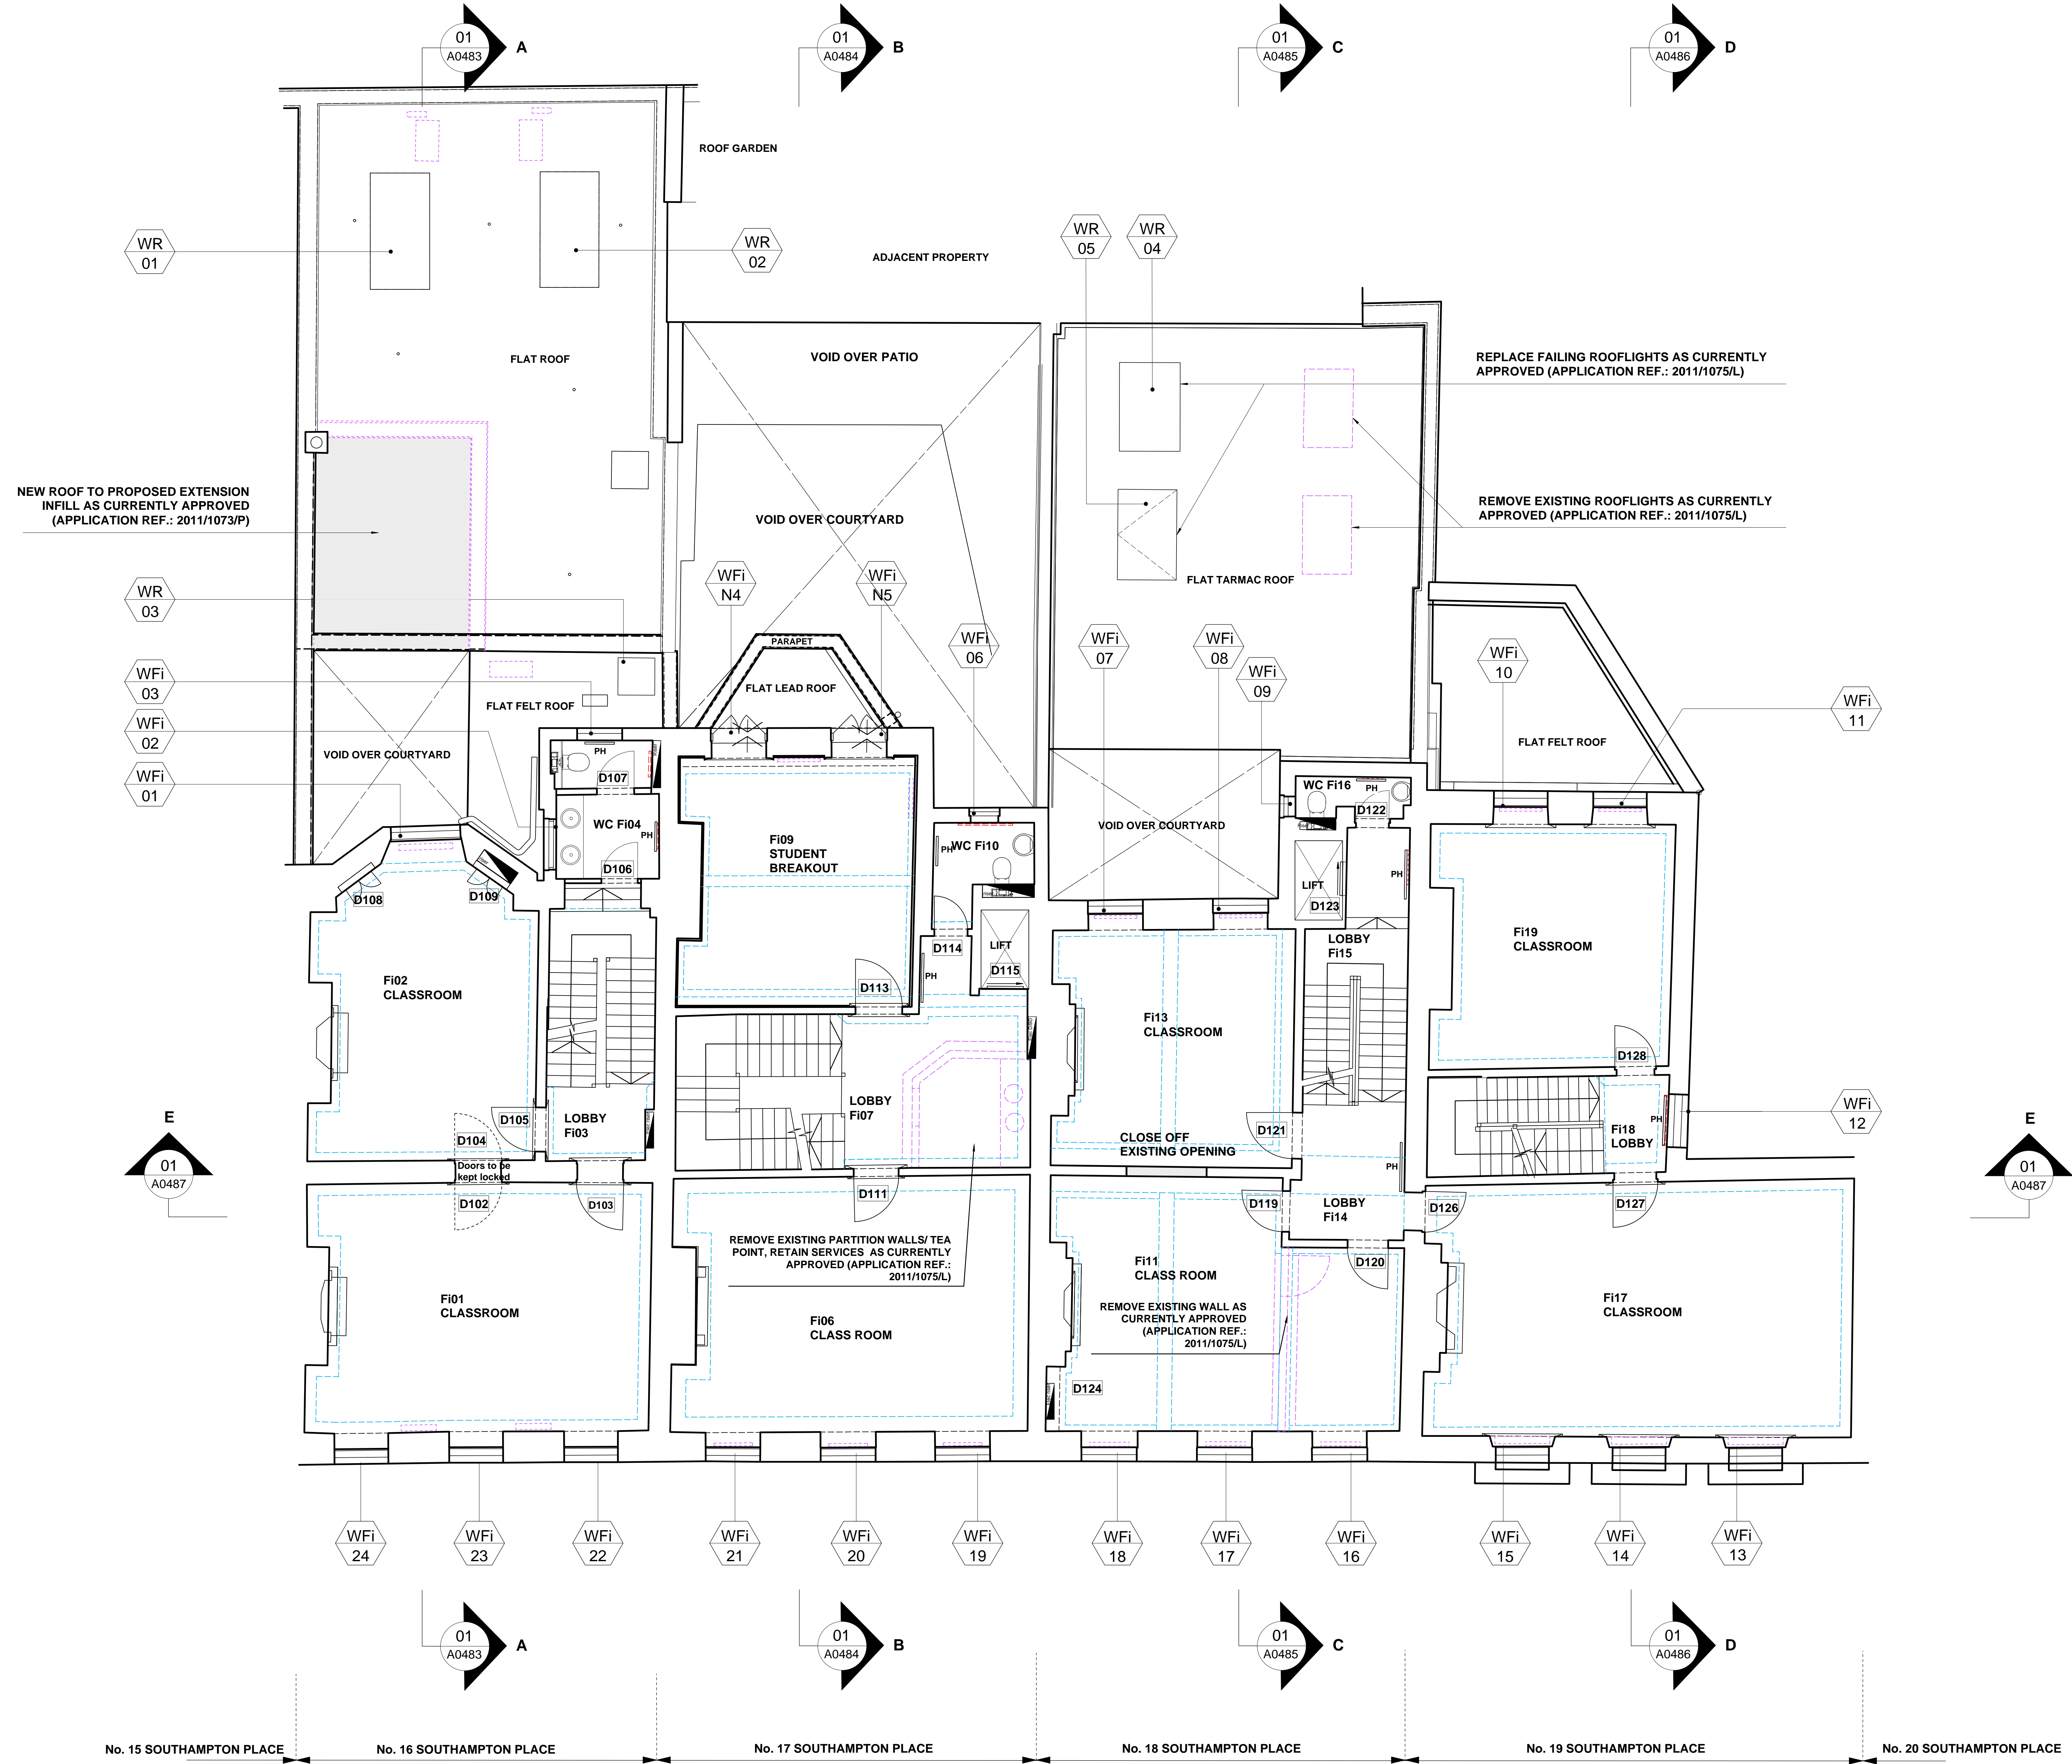 01
A0483
A
01
A0484
B
01
A0485
C
01
A0486
D
ROOF GARDEN
WR
01
WR
02
WR
05
WR
04
ADJACENT PROPERTY
FLAT ROOF
VOID OVER PATIO
REPLACE FAILING ROOFLIGHTS AS CURRENTLY
APPROVED (APPLICATION REF.: 2011/1075/L)
NEW ROOF TO PROPOSED EXTENSION
INFILL AS CURRENTLY APPROVED
(APPLICATION REF.: 2011/1073/P)
VOID OVER COURTYARD
REMOVE EXISTING ROOFLIGHTS AS CURRENTLY
APPROVED (APPLICATION REF.: 2011/1075/L)
FLAT TARMAC ROOF
WR
03
WFi
N4
WFi
N5
WFi
06
WFi
07
WFi
08
WFi
09
WFi
10
WFi
11
PARAPET
FLAT LEAD ROOF
WFi
03
WFi
02
WFi
01
FLAT FELT ROOF
VOID OVER COURTYARD
FLAT FELT ROOF
PH
D107
WC Fi04
PH
D106
D108
D109
Fi09
STUDENT
BREAKOUT
PH
WC Fi10
VOID OVER COURTYARD
WC Fi16
PH
D122
PH
LIFT
D123
D114
LIFT
D115
PH
D113
LOBBY
Fi15
Fi19
CLASSROOM
Fi02
CLASSROOM
Fi13
CLASSROOM
D128
LOBBY
Fi07
D105
LOBBY
Fi03
D104
Doors to be
kept locked
D102
D103
D111
CLOSE OFF
EXISTING OPENING
D121
PH
PH
Fi18
LOBBY
WFi
12
E
01
A0487
E
01
A0487
D119
LOBBY
Fi14
D126
D127
D120
REMOVE EXISTING PARTITION WALLS/ TEA
POINT, RETAIN SERVICES AS CURRENTLY
APPROVED (APPLICATION REF.:
2011/1075/L)
Fi11
CLASS ROOM
REMOVE EXISTING WALL AS
CURRENTLY APPROVED
(APPLICATION REF.:
2011/1075/L)
Fi01
CLASSROOM
Fi06
CLASS ROOM
Fi17
CLASSROOM
D124
WFi
24
WFi
23
WFi
22
WFi
21
WFi
20
WFi
19
WFi
18
WFi
17
WFi
16
WFi
15
WFi
14
WFi
13
01
A0483
A
01
A0484
B
01
A0485
C
01
A0486
D
No. 15 SOUTHAMPTON PLACE
No. 16 SOUTHAMPTON PLACE
No. 17 SOUTHAMPTON PLACE
No. 18 SOUTHAMPTON PLACE
No. 19 SOUTHAMPTON PLACE
No. 20 SOUTHAMPTON PLACE